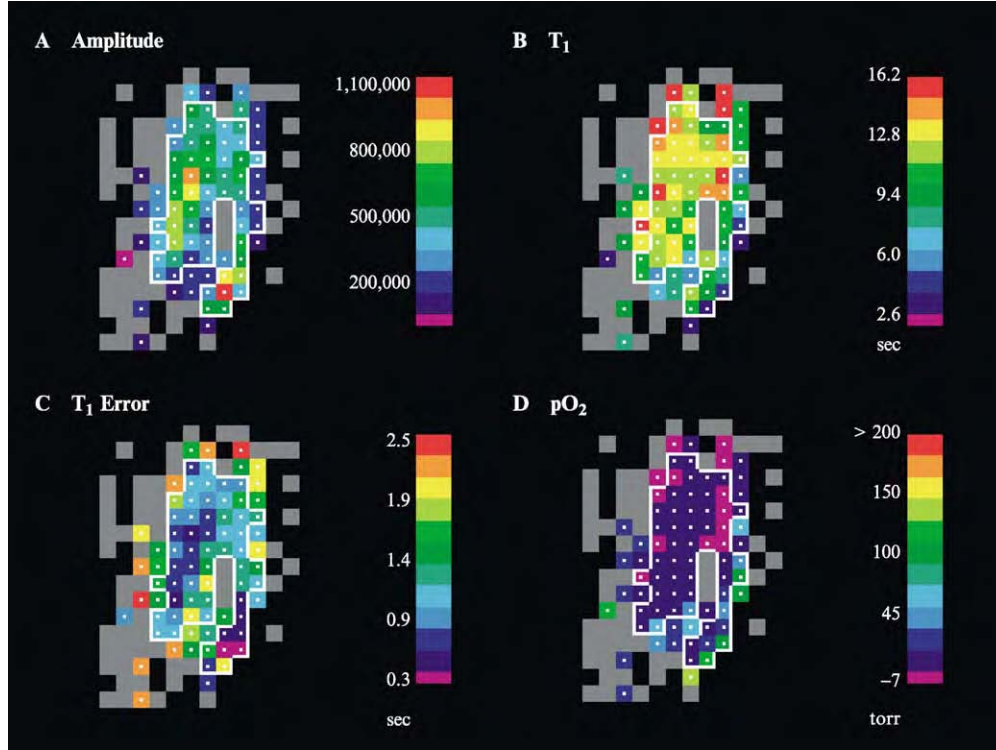 A Amplitude
1,100,000
800,000
500,000
200,000
B T1
16.2
12.8
9.4
6.0
2.6
sec
C T1 Error
2.5
1.9
1.4
0.9
0.3
sec
D pO2
> 200
150
100
45
–7
torr